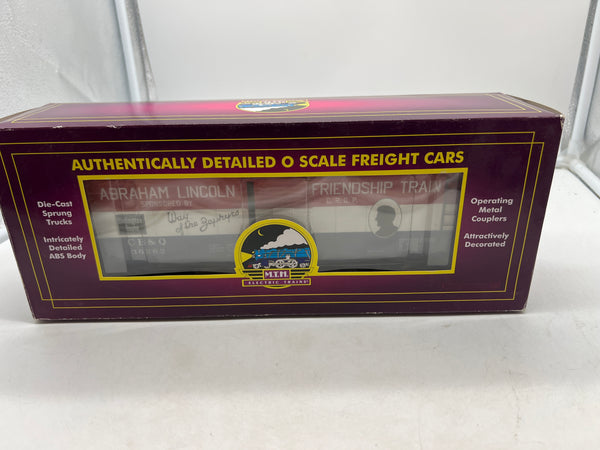 AUTHENTICALLY DETAILED O SCALE FREIGHT CARS
Die-Cast
Sprung
Trucks
Intricately
Detailed
ABS Body
ABRAHAM LINCOLN
SPONSORED BY
Way
of the Zephyrs
CB&Q
FRIENDSHIP TRAIN
Operating
Metal
Couplers
Attractively
Decorated
M.T.H.
ELECTRIC TRAINS